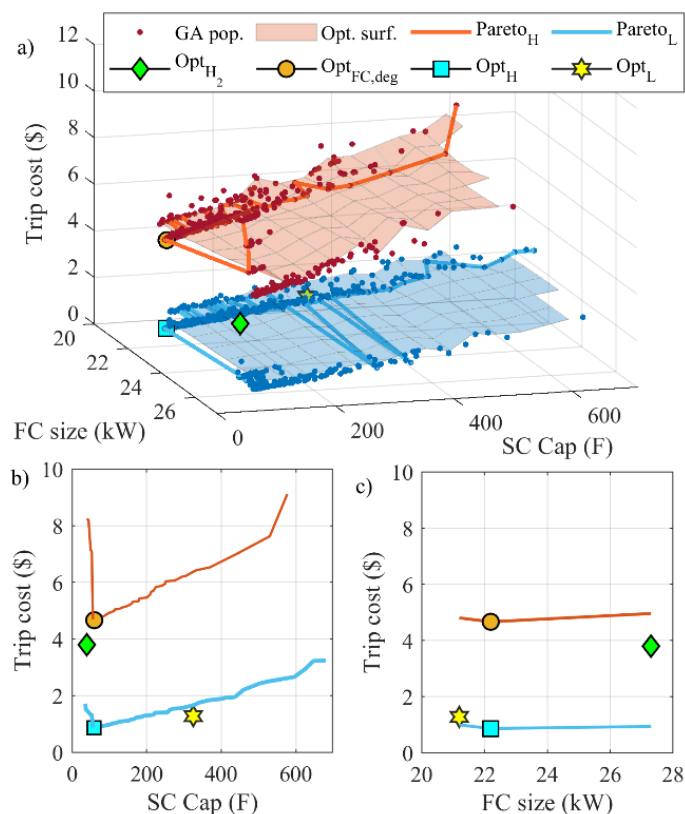 a)
GA pop. Opt. surf. Pareto_H Pareto_L
Opt_H₂ Opt_FC,deg Opt_H Opt_L
12
10
8
6
4
2
0
Trip cost ($)
20
22
24
26
FC size (kW)
0
200
400
600
SC Cap (F)
b)
10
8
6
4
2
0
Trip cost ($)
0 200 400 600
SC Cap (F)
c)
10
8
6
4
2
0
Trip cost ($)
20 22 24 26 28
FC size (kW)